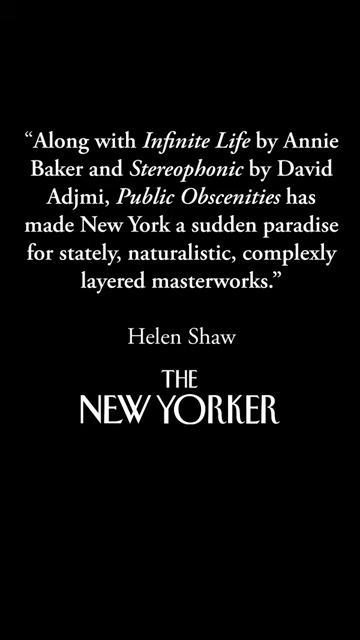 “Along with Infinite Life by Annie
Baker and Stereophonic by David
Adjmi, Public Obscenities has
made New York a sudden paradise
for stately, naturalistic, complexly
layered masterworks.”
Helen Shaw
THE
NEW YORKER